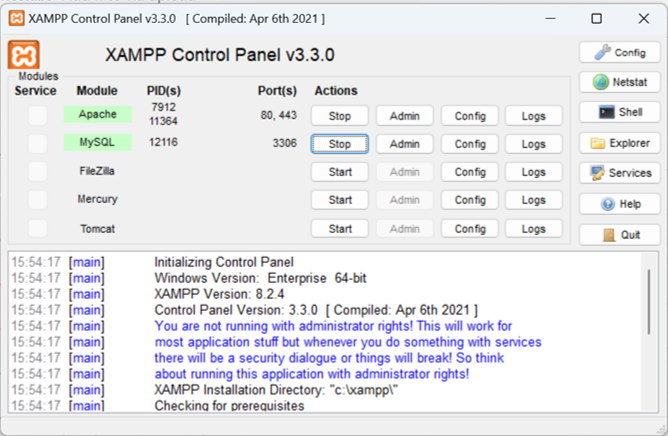 XAMPP Control Panel v3.3.0 [ Compiled: Apr 6th 2021 ]
XAMPP Control Panel v3.3.0
Config
Modules
Service Module PID(s) Port(s) Actions
Netstat
Apache 7912 11364 80, 443 Stop Admin Config Logs
Shell
MySQL 12116 3306 Stop Admin Config Logs
Explorer
FileZilla Start Admin Config Logs
Services
Mercury Start Admin Config Logs
Help
Tomcat Start Admin Config Logs
Quit
15:54:17 [main] Initializing Control Panel
15:54:17 [main] Windows Version: Enterprise 64-bit
15:54:17 [main] XAMPP Version: 8.2.4
15:54:17 [main] Control Panel Version: 3.3.0 [ Compiled: Apr 6th 2021 ]
15:54:17 [main] You are not running with administrator rights! This will work for
15:54:17 [main] most application stuff but whenever you do something with services
15:54:17 [main] there will be a security dialogue or things will break! So think
15:54:17 [main] about running this application with administrator rights!
15:54:17 [main] XAMPP Installation Directory: "c:\xampp\"
15:54:17 [main] Checking for prerequisites